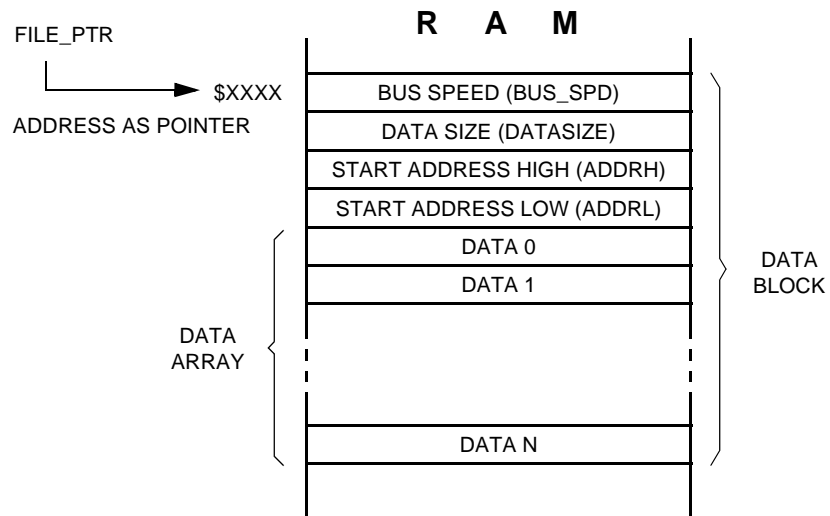 R A M
FILE_PTR
$XXXX
ADDRESS AS POINTER
BUS SPEED (BUS_SPD)
DATA SIZE (DATASIZE)
START ADDRESS HIGH (ADDRH)
START ADDRESS LOW (ADDRL)
DATA 0
DATA 1
DATA
ARRAY
DATA N
DATA
BLOCK